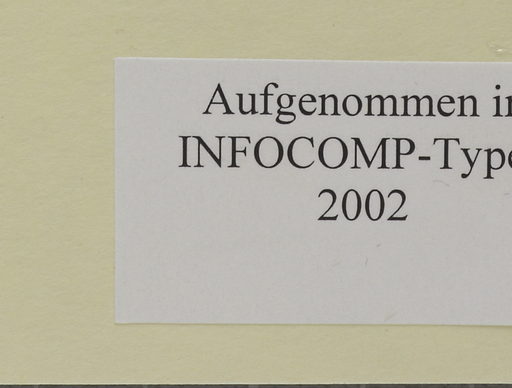 Aufgenommen in
INFOCOMP-Type
2002